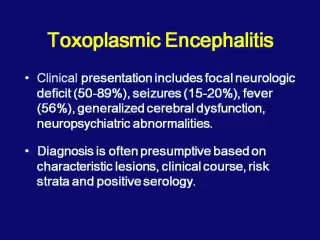 Toxoplasmic Encephalitis
• Clinical presentation includes focal neurologic
deficit (50-89%), seizures (15-20%), fever
(56%), generalized cerebral dysfunction,
neuropsychiatric abnormalities.
• Diagnosis is often presumptive based on
characteristic lesions, clinical course, risk
strata and positive serology.